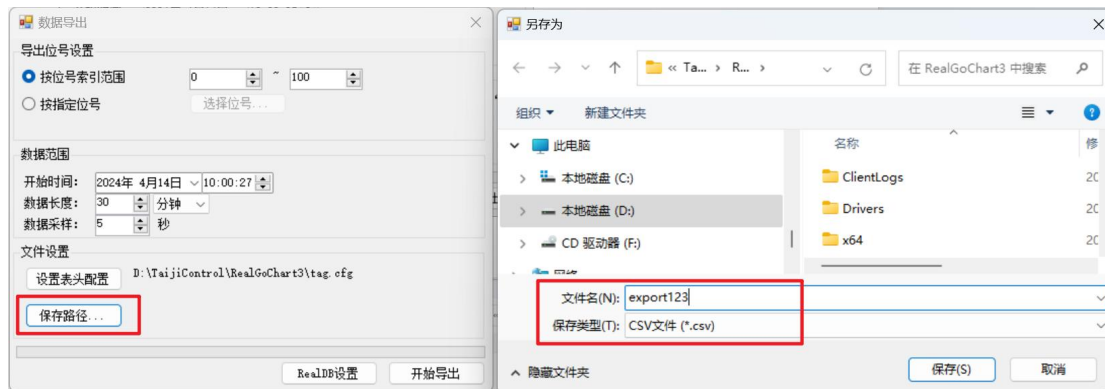 数据导出
导出位号设置
按位号索引范围 0 ~ 100
按指定位号 选择位号...
数据范围
开始时间: 2024年 4月14日 10:00:27
数据长度: 30 分钟
数据采样: 5 秒
文件设置
设置表头配置 D:\TaijiControl\RealGoChart3\tag.cfg
保存路径...
RealDB设置 开始导出
另存为
« Ta... › R... › 在 RealGoChart3 中搜索
组织 新建文件夹
此电脑 名称 修
本地磁盘 (C:) ClientLogs 20
本地磁盘 (D:) Drivers 20
CD 驱动器 (F:) x64 20
文件名(N): export123
保存类型(T): CSV文件 (*.csv)
隐藏文件夹 保存(S) 取消